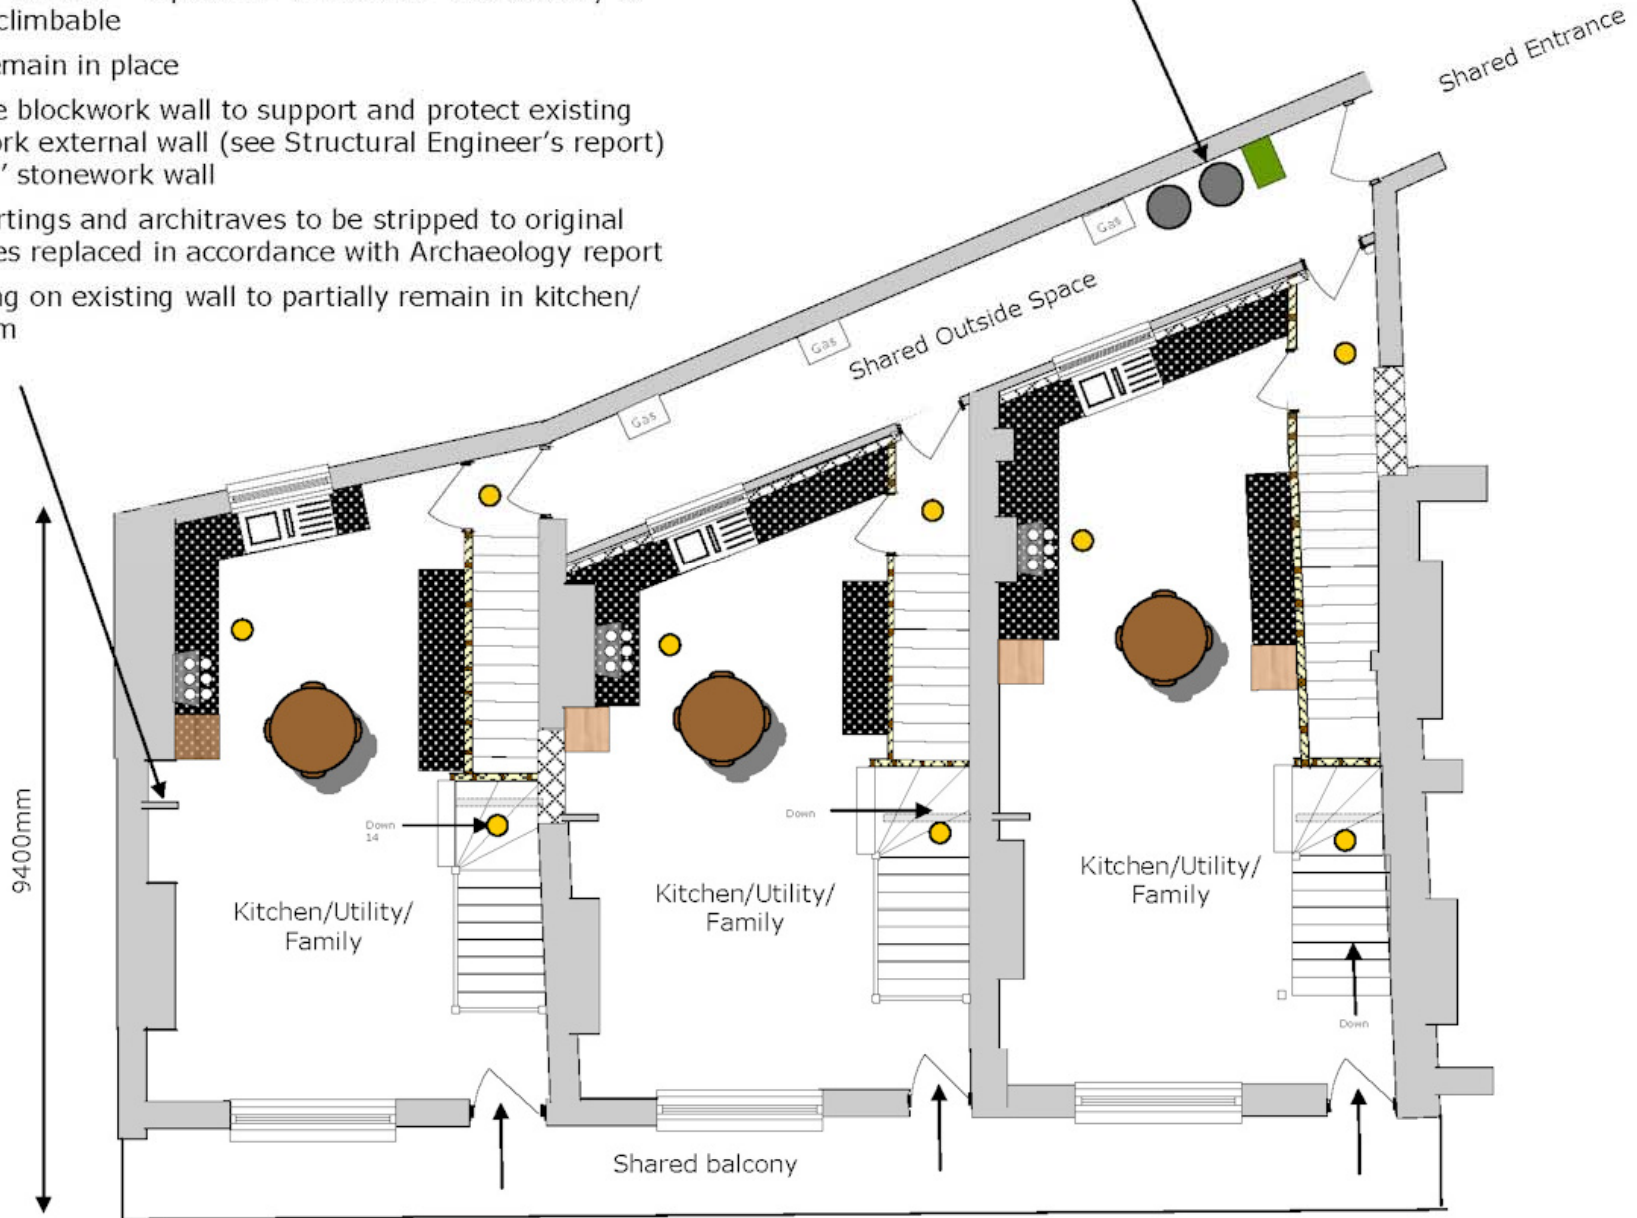 climbable
emain in place
e blockwork wall to support and protect existing
ork external wall (see Structural Engineer's report)
' stonework wall
rtings and architraves to be stripped to original
es replaced in accordance with Archaeology report
ng on existing wall to partially remain in kitchen/
m
Shared Entrance
Gas
Gas
Gas
Shared Outside Space
9400mm
Down
14
Down
Down
Kitchen/Utility/
Family
Kitchen/Utility/
Family
Kitchen/Utility/
Family
Shared balcony